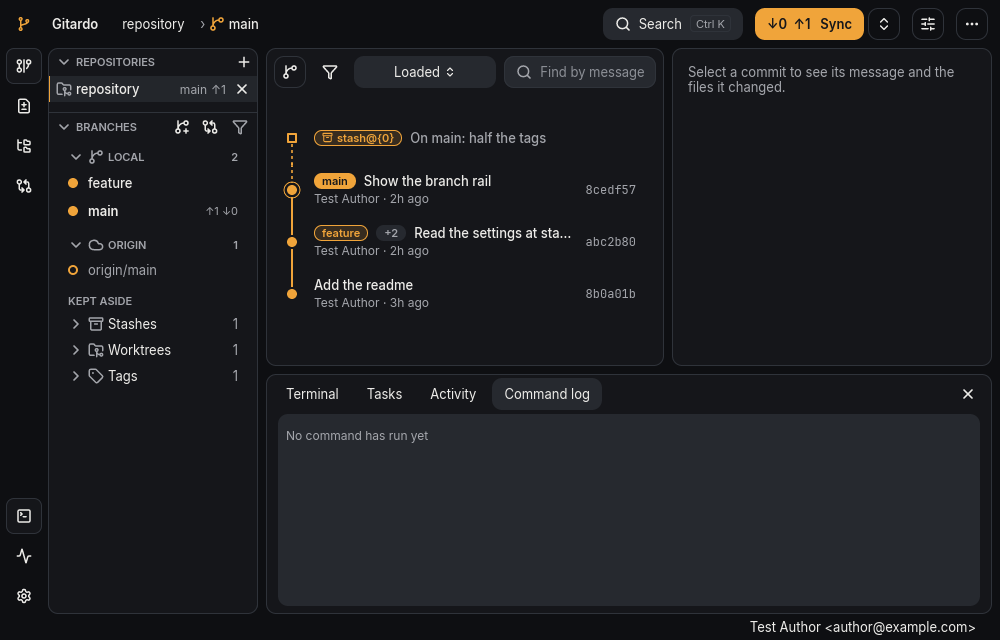 Gitardo repository › main Search Ctrl K ↓0 ↑1 Sync
REPOSITORIES
repository main ↑1
BRANCHES
LOCAL 2
feature
main ↑1 ↓0
ORIGIN 1
origin/main
KEPT ASIDE
Stashes 1
Worktrees 1
Tags 1
Loaded Find by message
stash@{0} On main: half the tags
main Show the branch rail
Test Author · 2h ago 8cedf57
feature +2 Read the settings at sta...
Test Author · 2h ago abc2b80
Add the readme
Test Author · 3h ago 8b0a01b
Select a commit to see its message and the
files it changed.
Terminal Tasks Activity Command log
No command has run yet
Test Author <author@example.com>